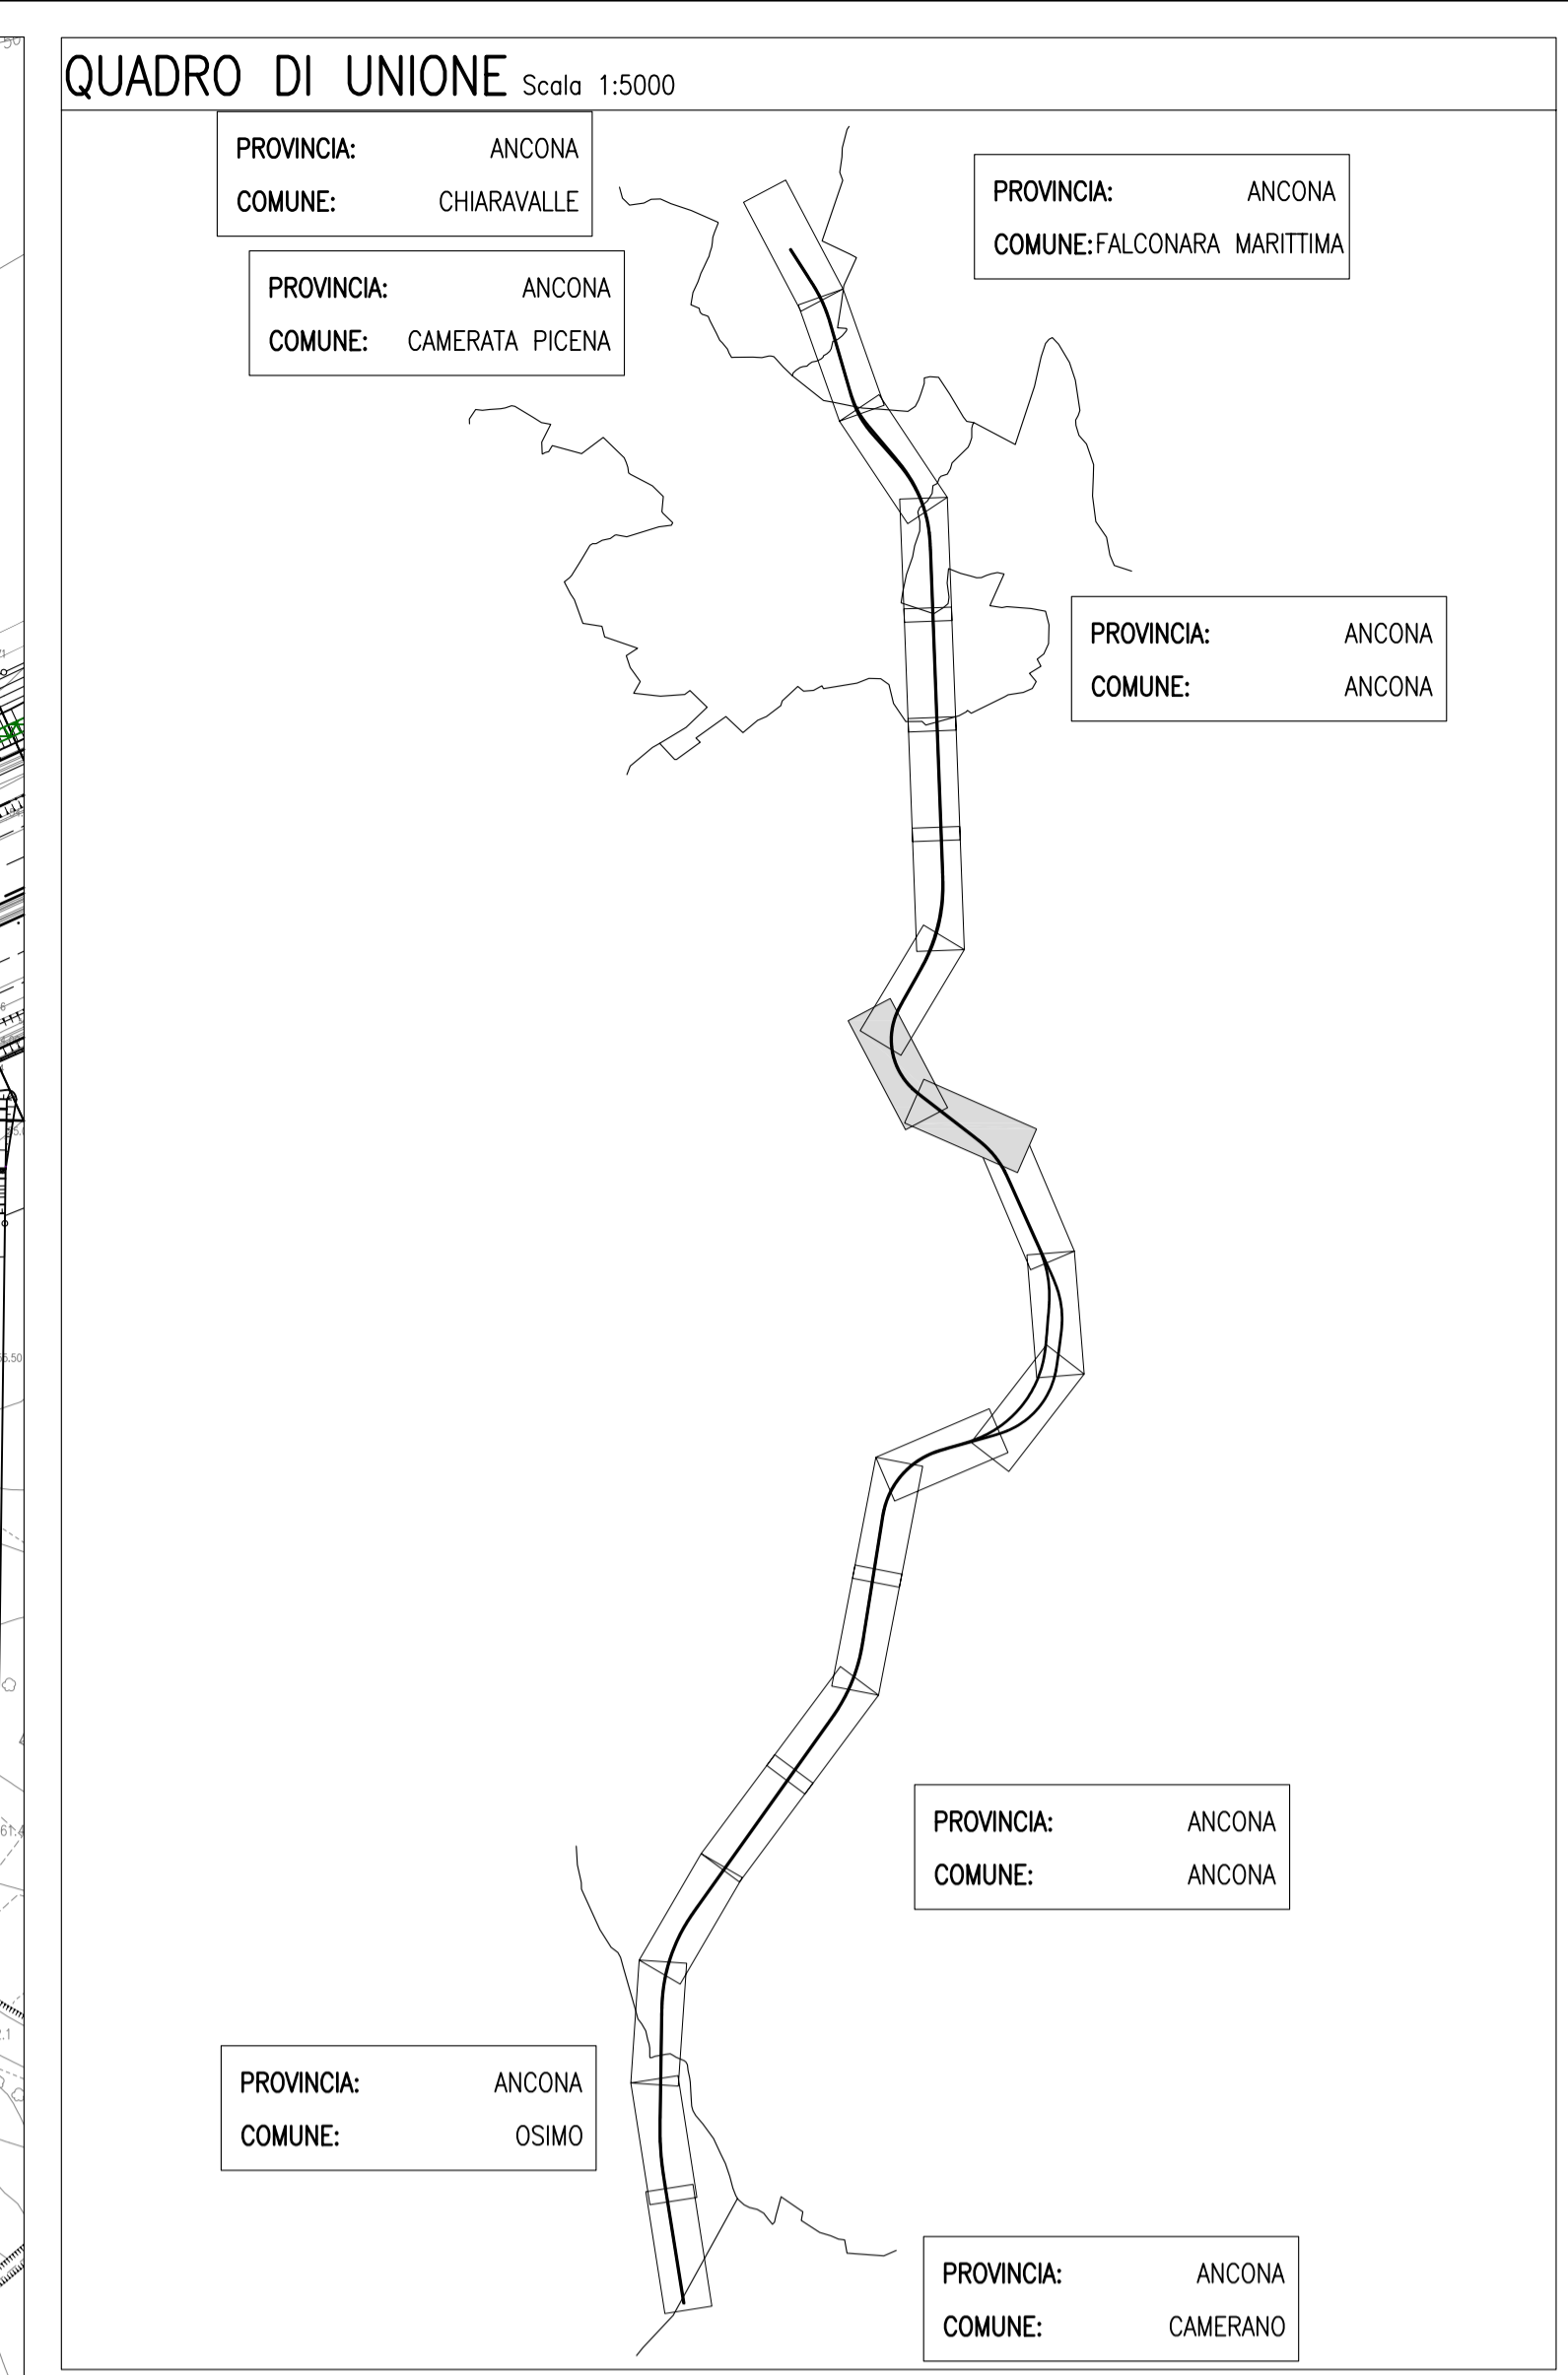 QUADRO DI UNIONE Scala 1:5000
PROVINCIA: ANCONA
COMUNE: CHIARAVALLE
PROVINCIA: ANCONA
COMUNE: FALCONARA MARITTIMA
PROVINCIA: ANCONA
COMUNE: CAMERATA PICENA
PROVINCIA: ANCONA
COMUNE: ANCONA
PROVINCIA: ANCONA
COMUNE: ANCONA
PROVINCIA: ANCONA
COMUNE: OSIMO
PROVINCIA: ANCONA
COMUNE: CAMERANO